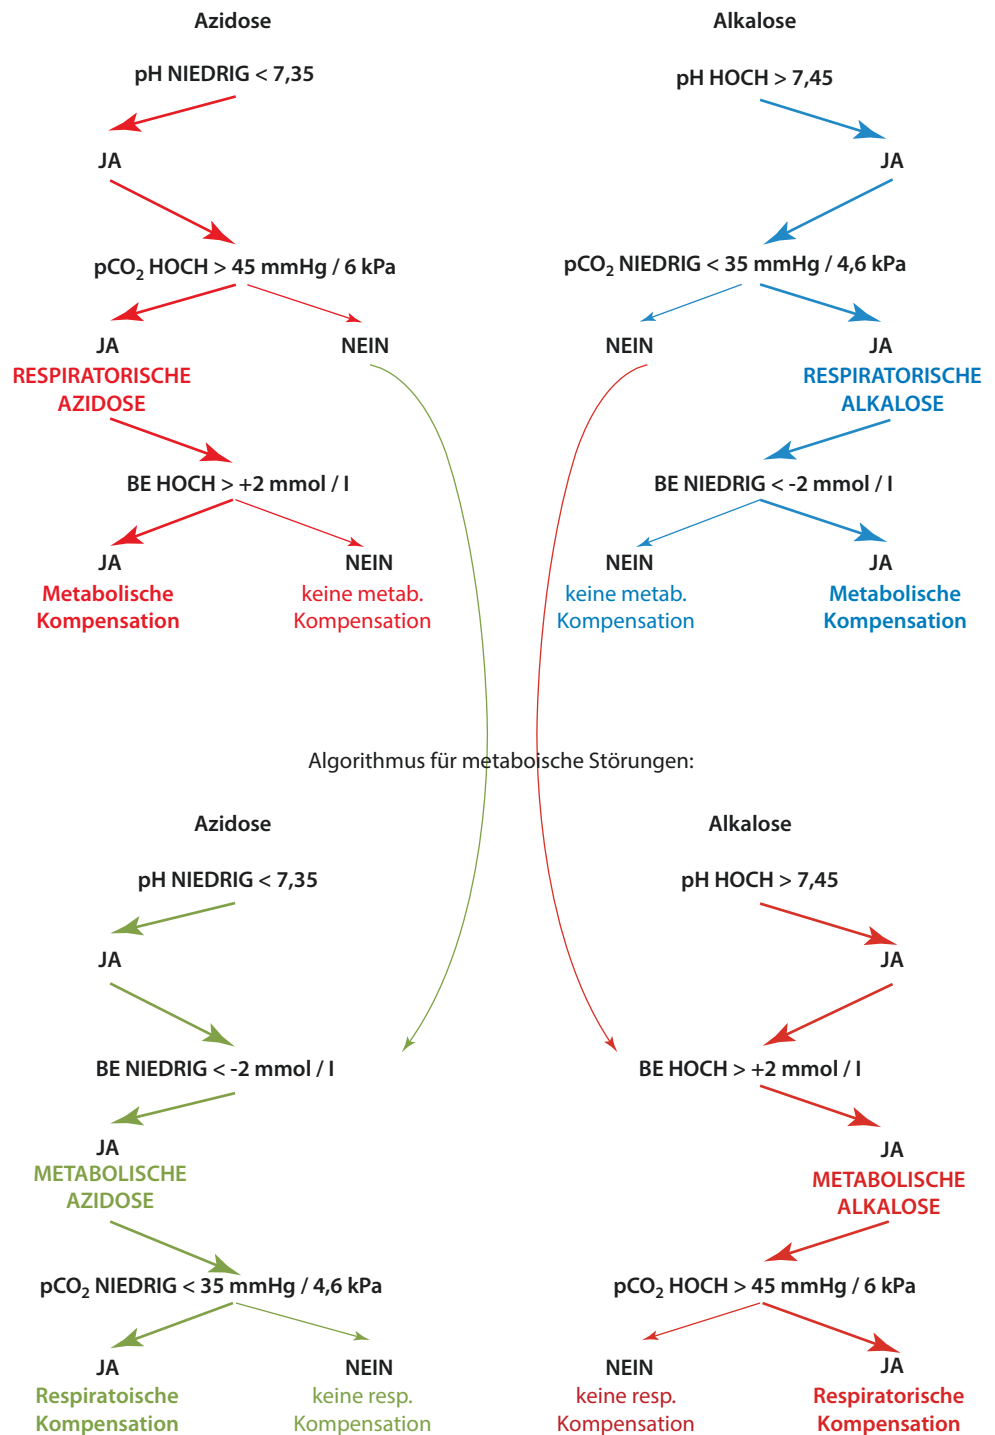 Azidose
Alkalose
pH NIEDRIG < 7,35
pH HOCH > 7,45
JA
JA
pCO2 HOCH > 45 mmHg / 6 kPa
pCO2 NIEDRIG < 35 mmHg / 4,6 kPa
JA
NEIN
NEIN
JA
RESPIRATORISCHE
AZIDOSE
RESPIRATORISCHE
ALKALOSE
BE HOCH > +2 mmol / l
BE NIEDRIG < -2 mmol / l
JA
NEIN
NEIN
JA
Metabolische
Kompensation
keine metab.
Kompensation
keine metab.
Kompensation
Metabolische
Kompensation
Algorithmus für metaboische Störungen:
Azidose
Alkalose
pH NIEDRIG < 7,35
pH HOCH > 7,45
JA
JA
BE NIEDRIG < -2 mmol / l
BE HOCH > +2 mmol / l
JA
JA
METABOLISCHE
AZIDOSE
METABOLISCHE
ALKALOSE
pCO2 NIEDRIG < 35 mmHg / 4,6 kPa
pCO2 HOCH > 45 mmHg / 6 kPa
JA
NEIN
NEIN
JA
Respiratoische
Kompensation
keine resp.
Kompensation
keine resp.
Kompensation
Respiratorische
Kompensation